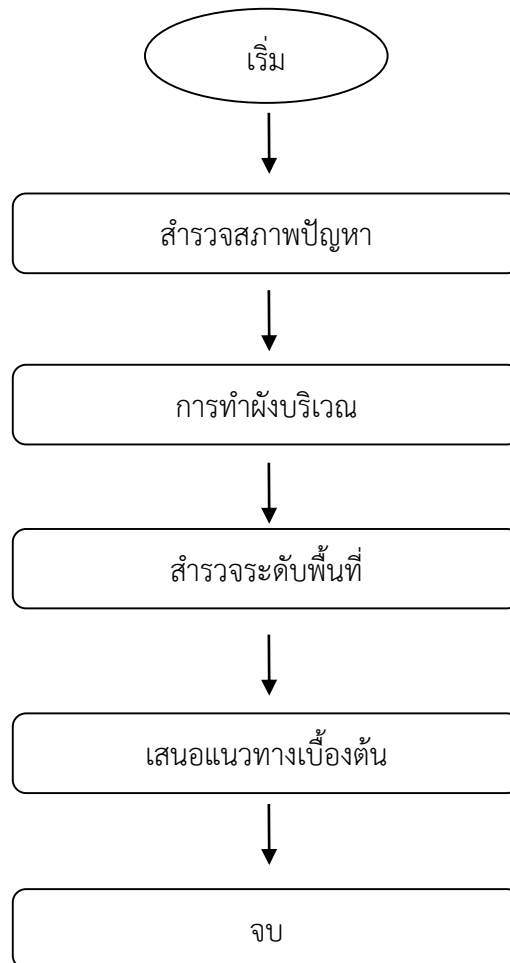 เริ่ม
สำรวจสภาพปัญหา
การทำผังบริเวณ
สำรวจระดับพื้นที่
เสนอแนวทางเบื้องต้น
จบ